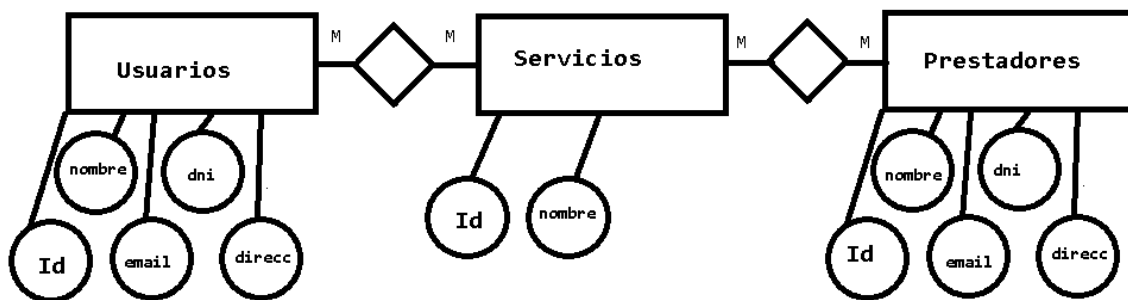 M M M M
Usuarios Servicios Prestadores
nombre dni nombre dni
Id nombre
Id email direcc Id email direcc